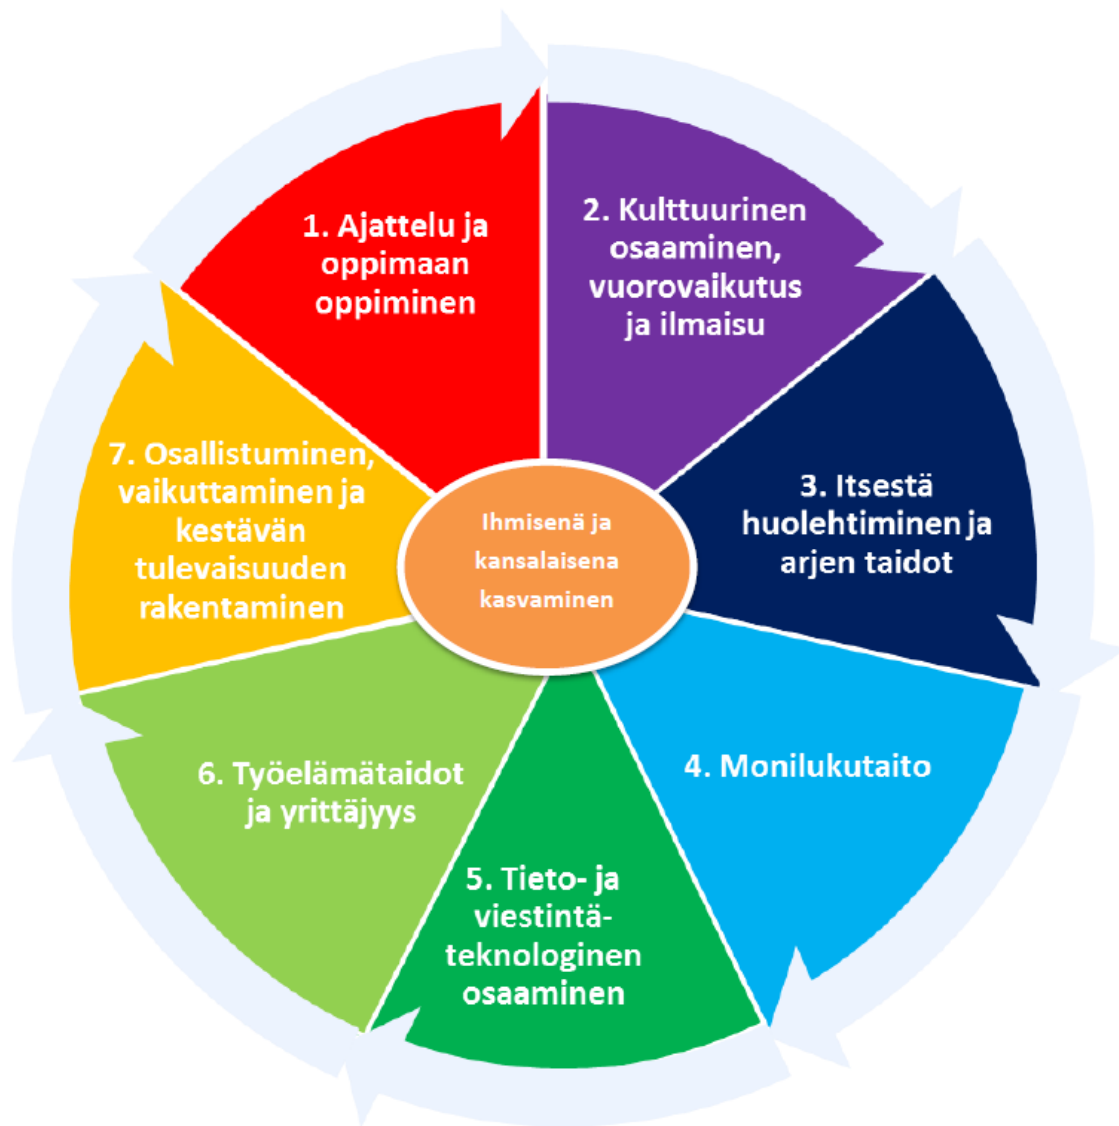 1. Ajattelu ja
oppimaan
oppiminen
2. Kulttuurinen
osaaminen,
vuorovaikutus
ja ilmaisu
3. Itsestä
huolehtiminen ja
arjen taidot
4. Monilukutaito
5. Tieto- ja
viestintä-
teknologinen
osaaminen
6. Työelämätaidot
ja yrittäjyys
7. Osallistuminen,
vaikuttaminen ja
kestävän
tulevaisuuden
rakentaminen
Ihmisenä ja
kansalaisena
kasvaminen